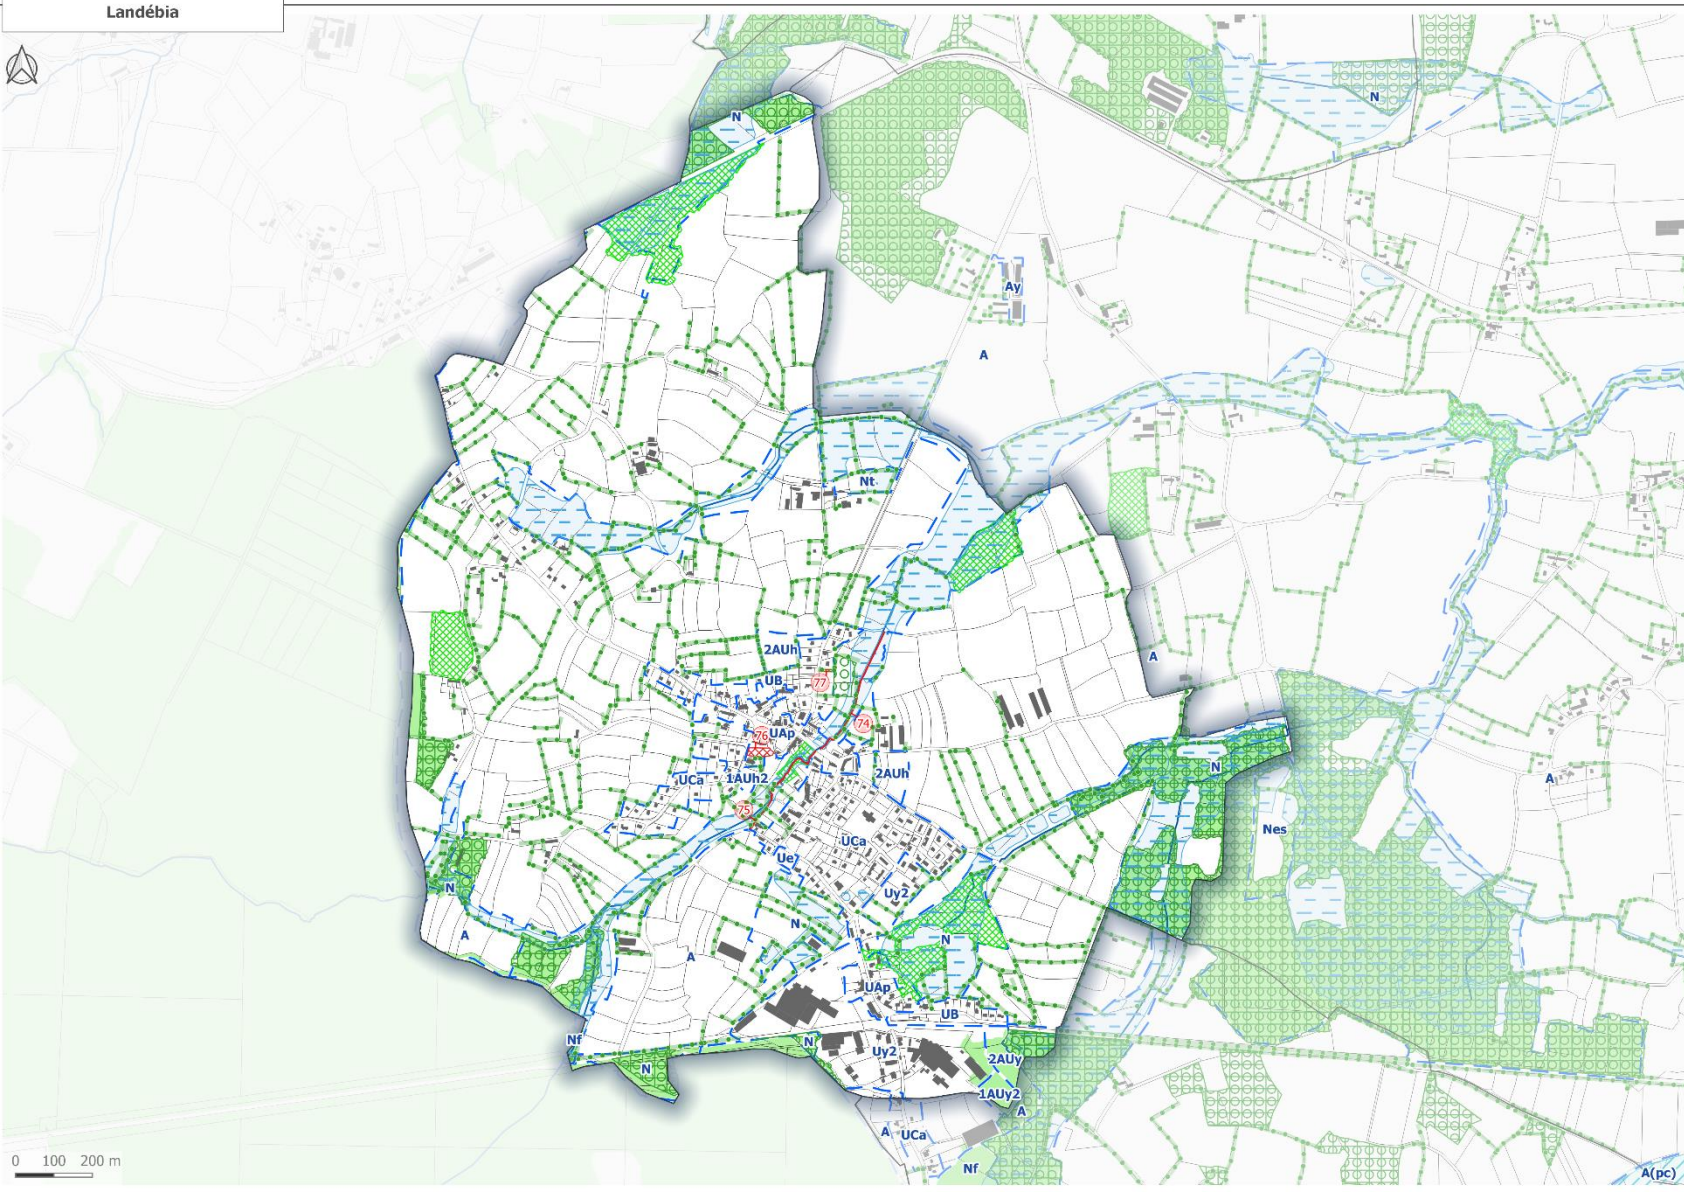 Landébia
N
N
Ay
A
Nt
2AUh
A
UB
77
74
76
UAp
2AUh
N
UCa
1AUh2
A
75
Nes
UCa
Ue
Uy2
N
N
A
N
A
UAp
UB
Nf
N
Uy2
2AUy
N
1AUy2
A
A
UCa
Nf
0 100 200 m
A(pc)